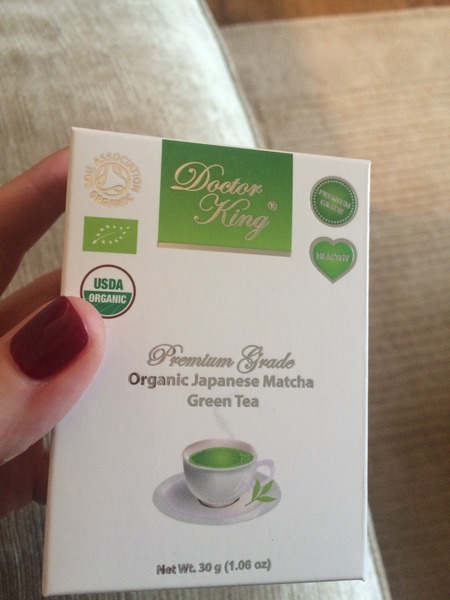 SOIL ASSOCIATION
ORGANIC
Doctor
King®
PREMIUM
GRADE
HEALTHY
USDA
ORGANIC
Premium Grade
Organic Japanese Matcha
Green Tea
Net Wt. 30 g (1.06 oz)